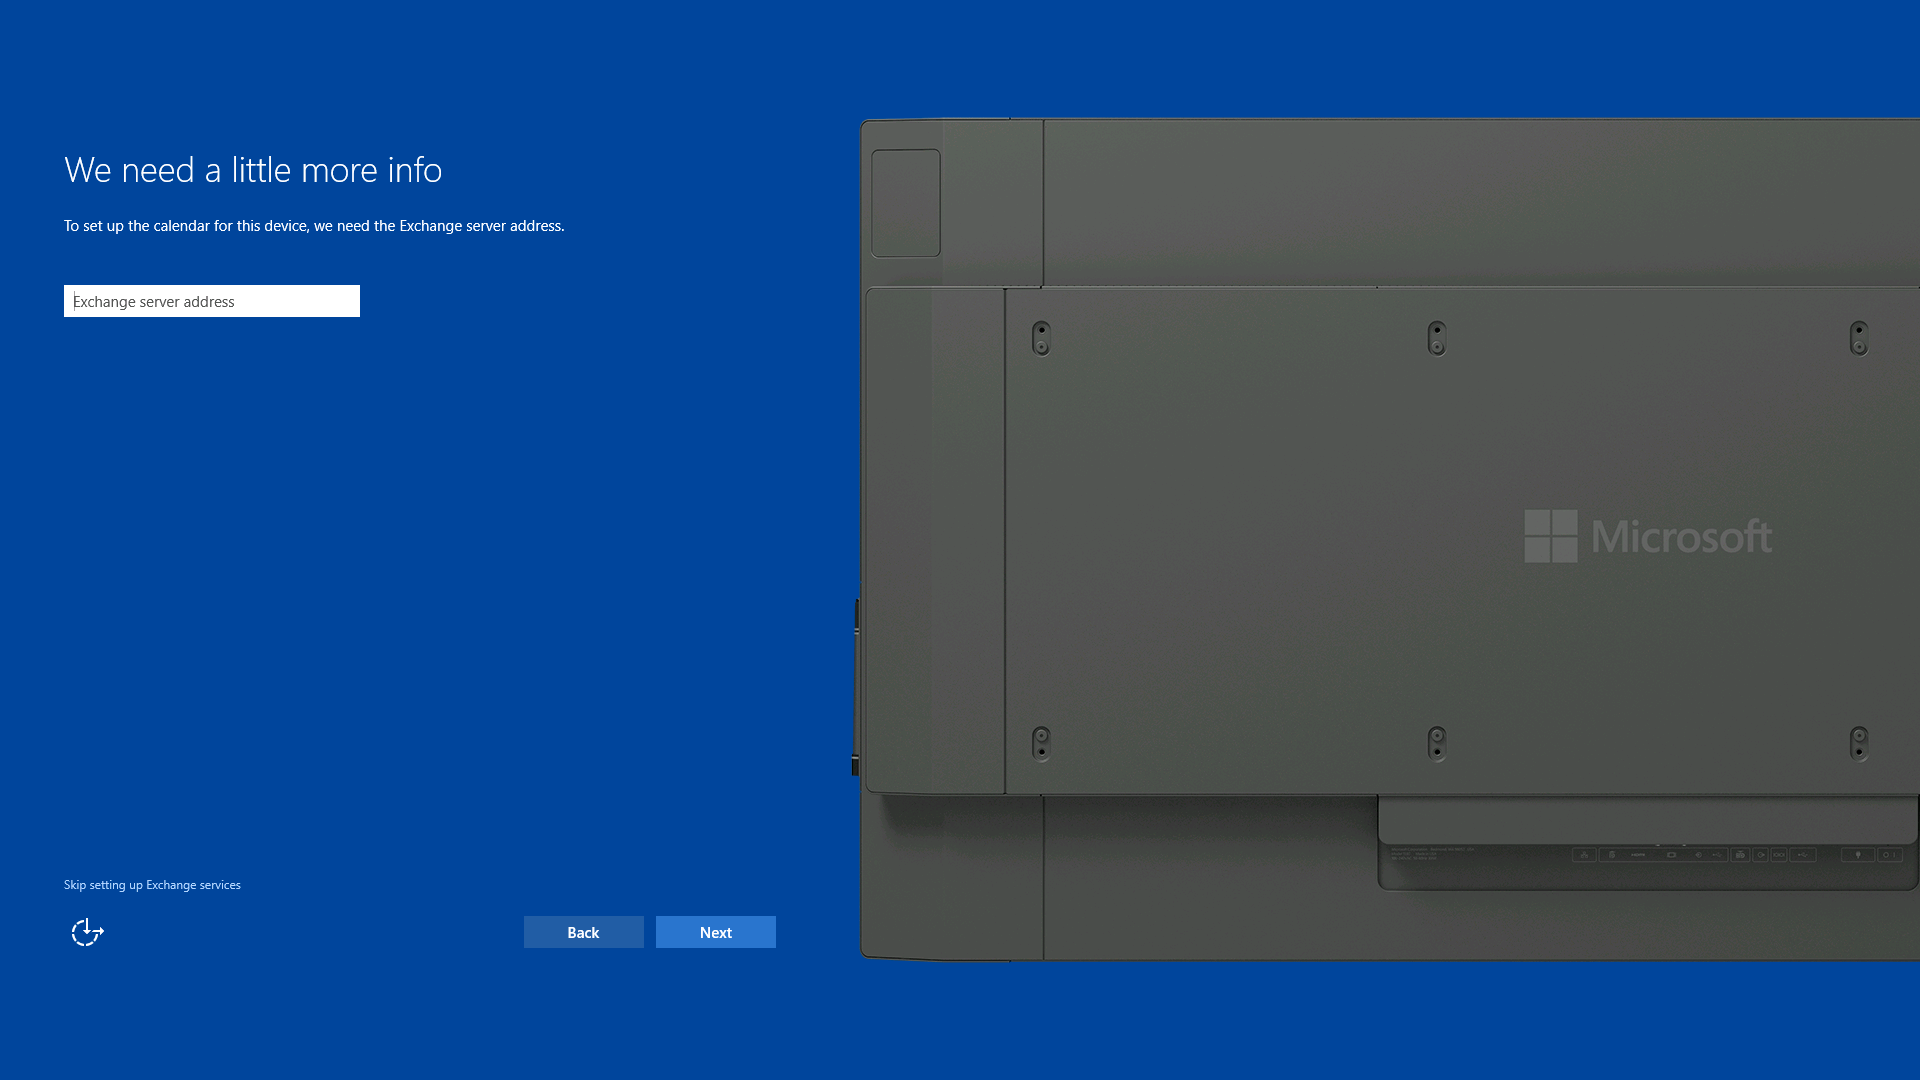 We need a little more info
To set up the calendar for this device, we need the Exchange server address.
Exchange server address
Microsoft
Skip setting up Exchange services
Back
Next